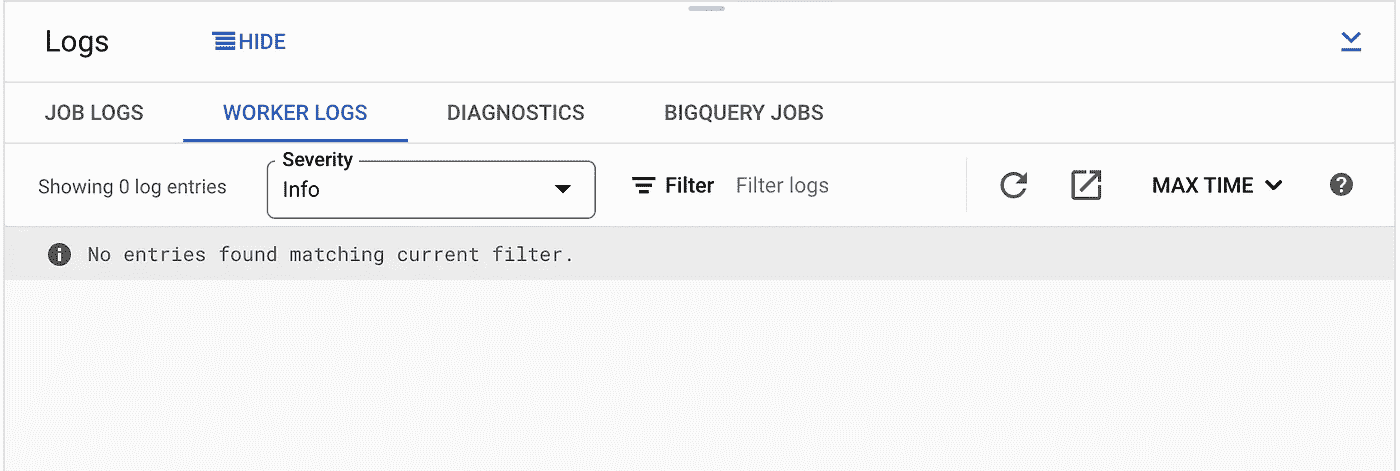 Logs HIDE
JOB LOGS WORKER LOGS DIAGNOSTICS BIGQUERY JOBS
Severity
Showing 0 log entries Info Filter Filter logs MAX TIME
No entries found matching current filter.